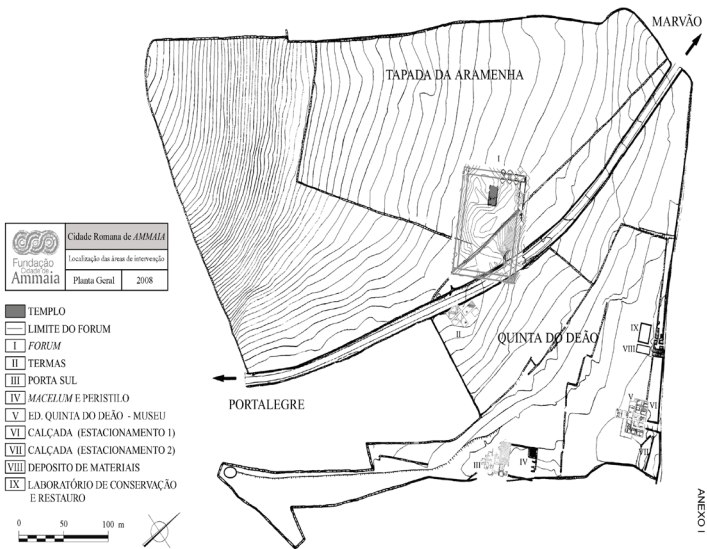 MARVÃO
TAPADA DA ARAMENHA
I
Fundação
Cidade de
Ammaia
Cidade Romana de AMMAIA
Localização das áreas de intervenção
Planta Geral
2008
TEMPLO
LIMITE DO FORUM
I FORUM
II TERMAS
III PORTA SUL
IV MACELUM E PERISTILO
V ED. QUINTA DO DEÃO - MUSEU
VI CALÇADA (ESTACIONAMENTO 1)
VII CALÇADA (ESTACIONAMENTO 2)
VIII DEPOSITO DE MATERIAIS
IX LABORATÓRIO DE CONSERVAÇÃO
E RESTAURO
0 50 100 m
II
QUINTA DO DEÃO
IX
VIII
V
VI
VII
PORTALEGRE
III
IV
ANEXO I